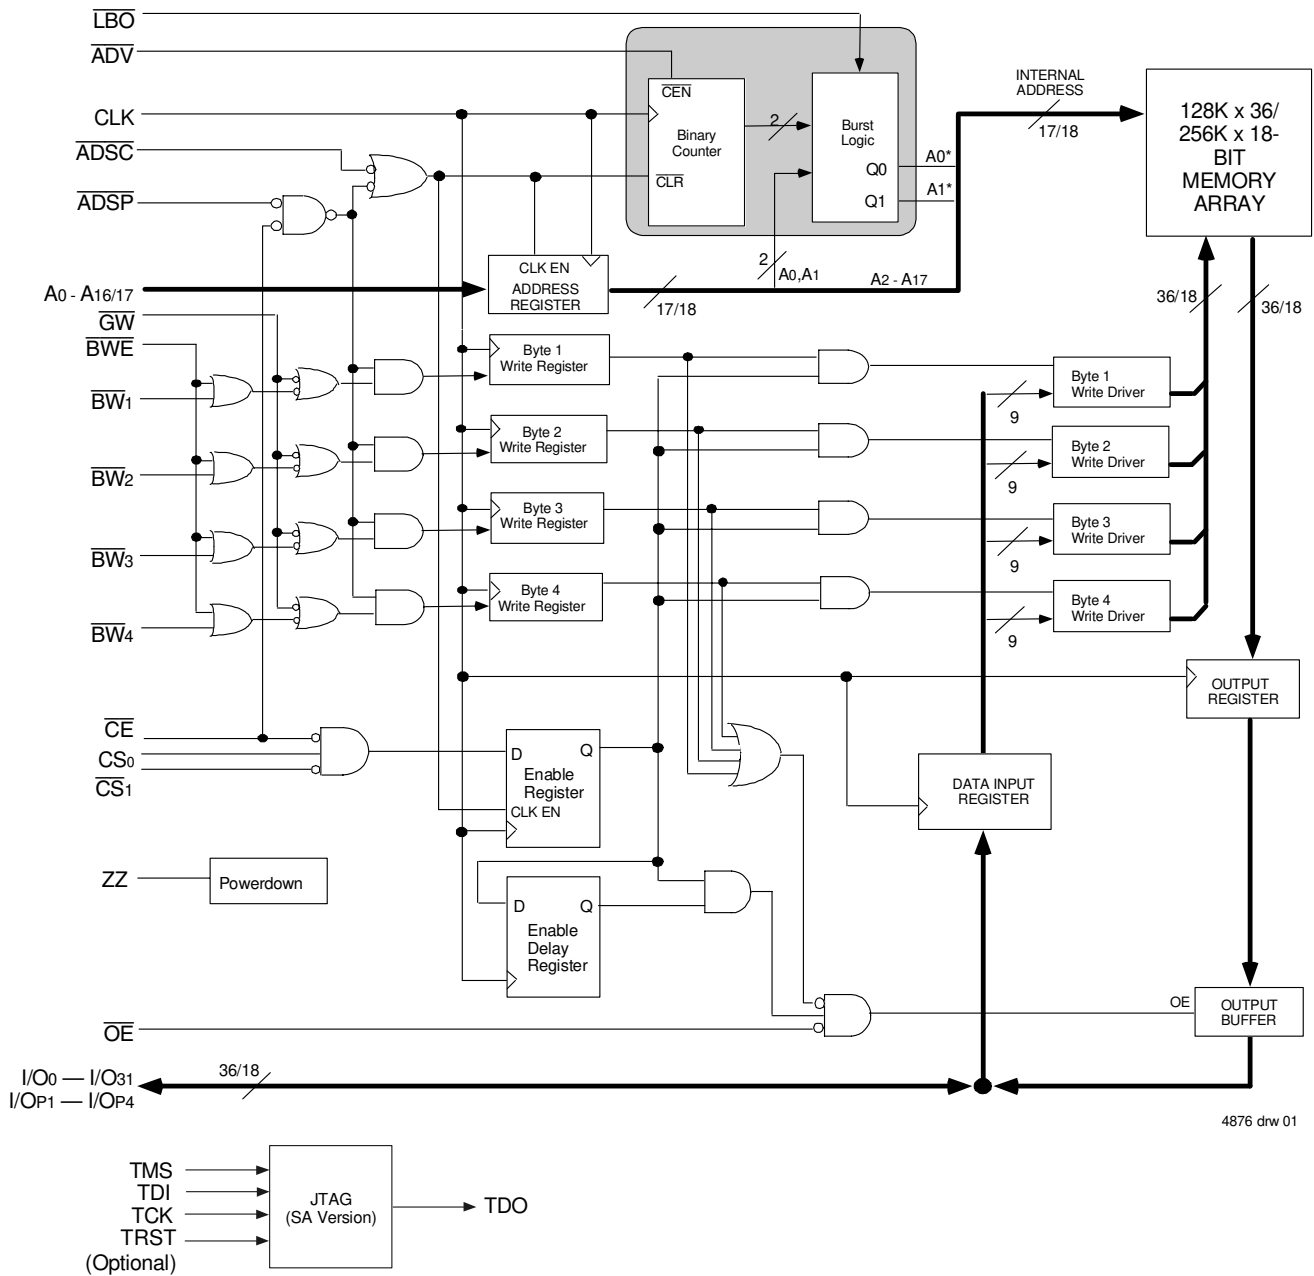 LBO
ADV
CLK
ADSC
ADSP
CEN
Binary
Counter
CLR
2
Burst
Logic
Q0
Q1
A0*
A1*
INTERNAL
ADDRESS
17/18
128K x 36/
256K x 18-
BIT
MEMORY
ARRAY
A0 - A16/17
CLK EN
ADDRESS
REGISTER
17/18
2
A0,A1
A2 - A17
36/18
36/18
GW
BWE
BW1
BW2
BW3
BW4
Byte 1
Write Register
Byte 2
Write Register
Byte 3
Write Register
Byte 4
Write Register
9
Byte 1
Write Driver
9
Byte 2
Write Driver
9
Byte 3
Write Driver
9
Byte 4
Write Driver
OUTPUT
REGISTER
CE
CS0
CS1
D
Q
Enable
Register
CLK EN
DATA INPUT
REGISTER
ZZ
Powerdown
D
Q
Enable
Delay
Register
OE
OE
OUTPUT
BUFFER
I/O0 — I/O31
I/OP1 — I/OP4
36/18
4876 drw 01
TMS
TDI
TCK
TRST
(Optional)
JTAG
(SA Version)
TDO